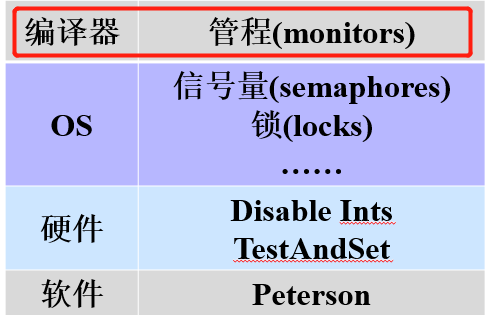 编译器 管程(monitors)
OS 信号量(semaphores)
锁(locks)
……
硬件 Disable Ints
TestAndSet
软件 Peterson